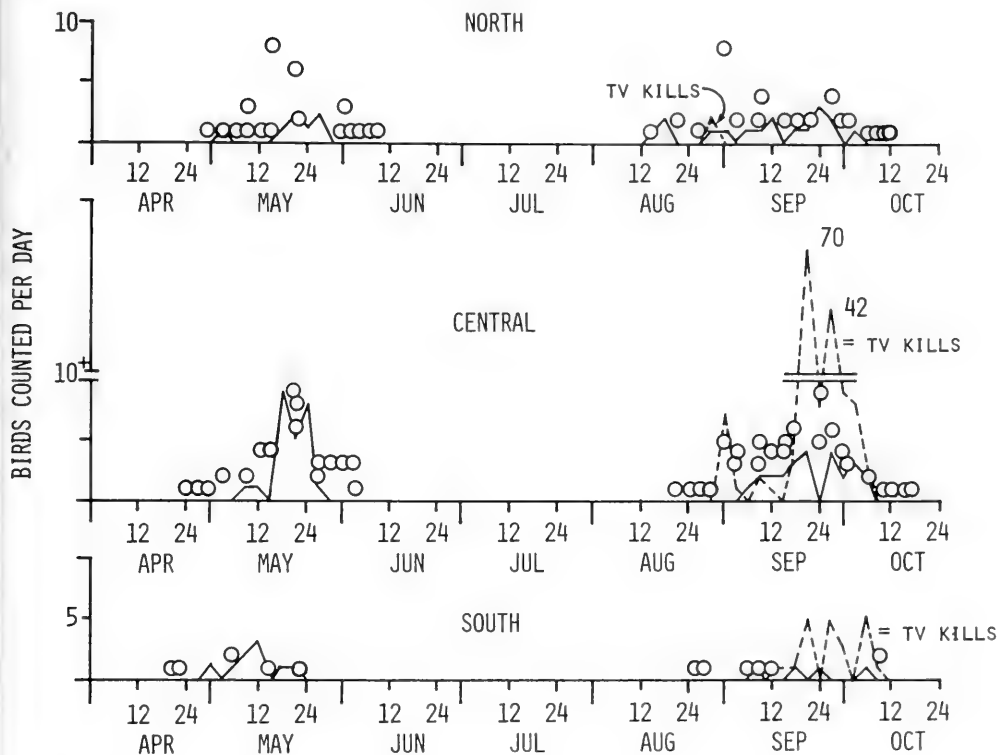 NORTH
10
TV KILLS
12 24 12 24 12 24 12 24 12 24 12 24 12 24
APR MAY JUN JUL AUG SEP OCT
BIRDS COUNTED PER DAY
70
42
CENTRAL
= TV KILLS
10+
12 24 12 24 12 24 12 24 12 24 12 24 12 24
APR MAY JUN JUL AUG SEP OCT
5
SOUTH
= TV KILLS
12 24 12 24 12 24 12 24 12 24 12 24 12 24
APR MAY JUN JUL AUG SEP OCT